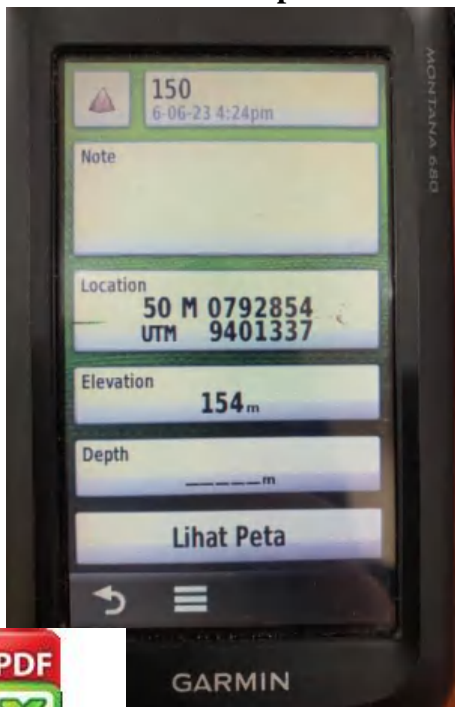 150
6-06-23 4:24pm
Note
Location
50 M 0792854
UTM 9401337
Elevation
154m
Depth
_____m
Lihat Peta
MONTANA 680
GARMIN
PDF